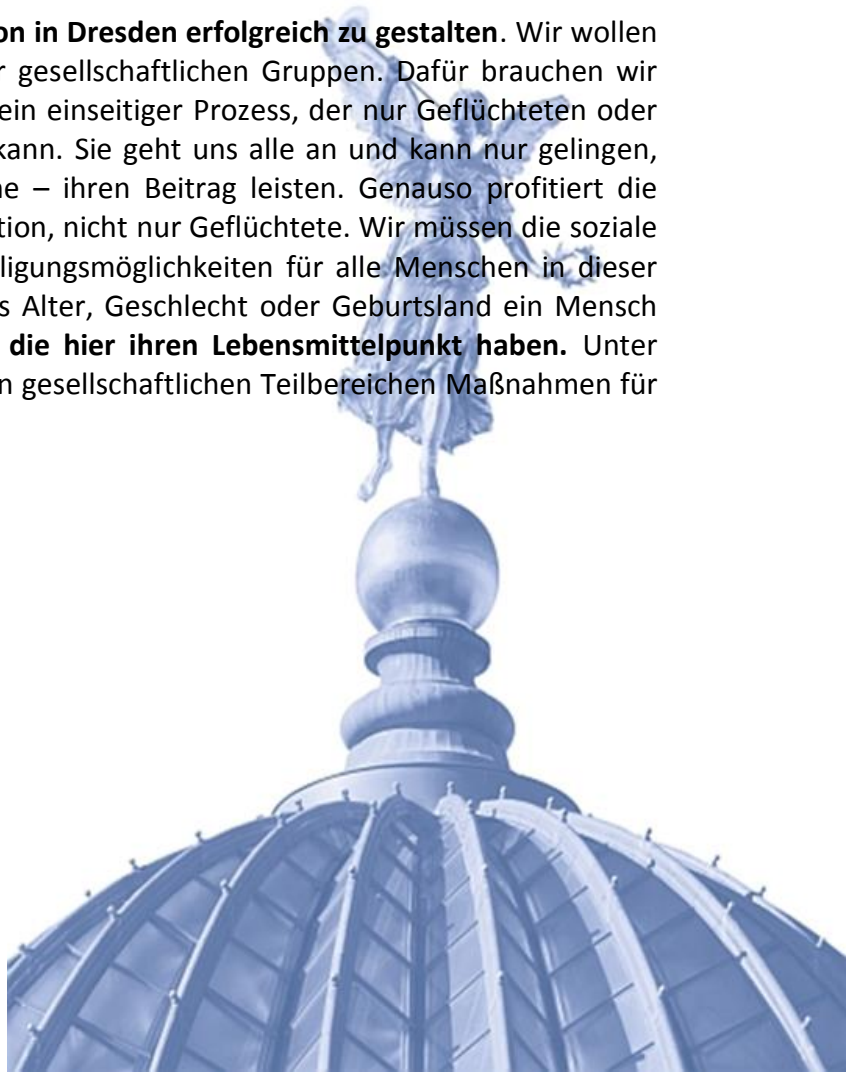 on in Dresden erfolgreich zu gestalten. Wir wollen
r gesellschaftlichen Gruppen. Dafür brauchen wir
ein einseitiger Prozess, der nur Geflüchteten oder
kann. Sie geht uns alle an und kann nur gelingen,
ne – ihren Beitrag leisten. Genauso profitiert die
tion, nicht nur Geflüchtete. Wir müssen die soziale
ligungsmöglichkeiten für alle Menschen in dieser
s Alter, Geschlecht oder Geburtsland ein Mensch
die hier ihren Lebensmittelpunkt haben. Unter
n gesellschaftlichen Teilbereichen Maßnahmen für